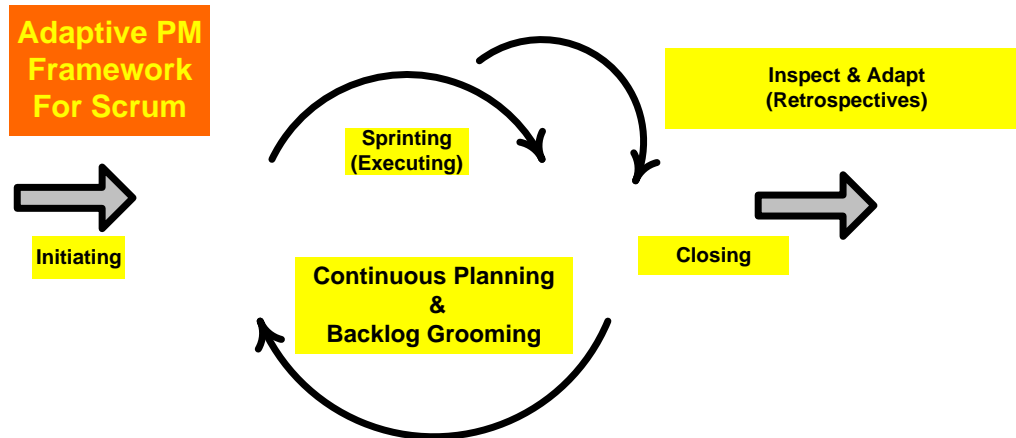 Adaptive PM
Framework
For Scrum
Inspect & Adapt
(Retrospectives)
Sprinting
(Executing)
Initiating
Closing
Continuous Planning
&
Backlog Grooming